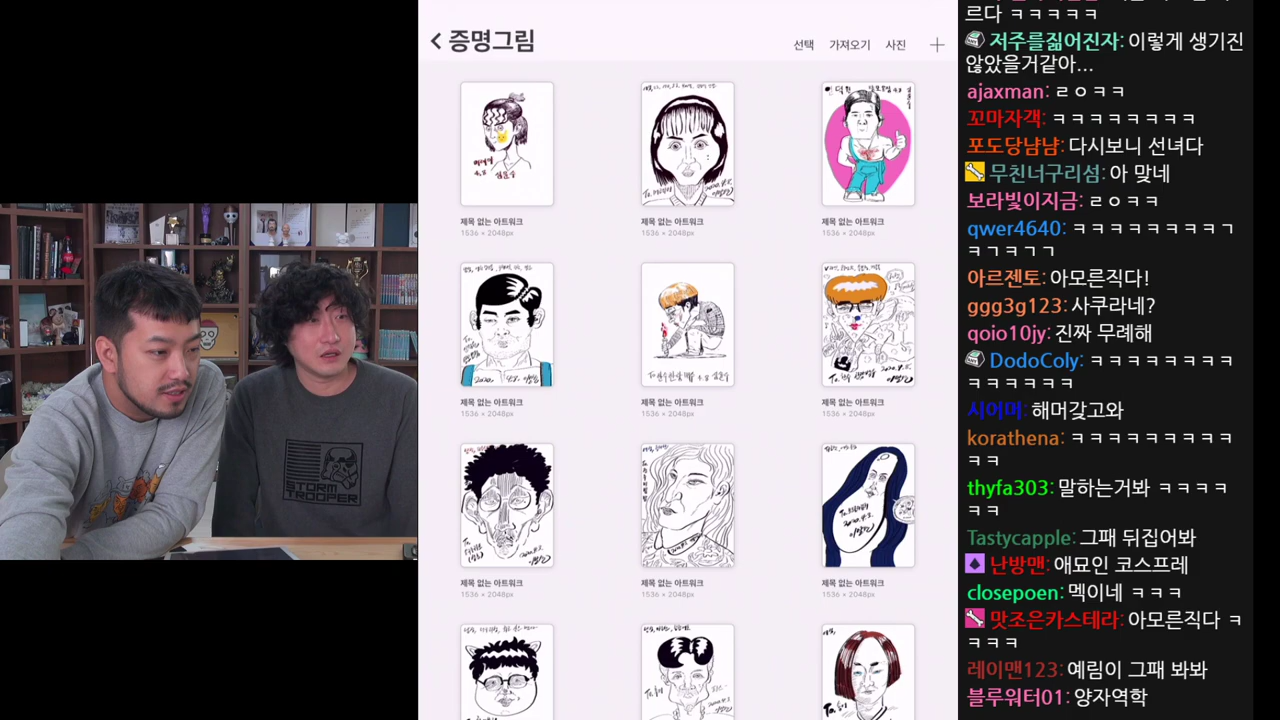 증명그림
선택 가져오기 사진
제목 없는 아트워크
1536 × 2048px
제목 없는 아트워크
1536 × 2048px
제목 없는 아트워크
1536 × 2048px
제목 없는 아트워크
1536 × 2048px
제목 없는 아트워크
1536 × 2048px
제목 없는 아트워크
1536 × 2048px
제목 없는 아트워크
1536 × 2048px
제목 없는 아트워크
1536 × 2048px
제목 없는 아트워크
1536 × 2048px
STORM
TROOPER
르다 ㅋㅋㅋㅋㅋ
저주를짊어진자: 이렇게 생기진
않았을거같아...
ajaxman: ㄹㅇㅋㅋ
꼬마자객: ㅋㅋㅋㅋㅋㅋㅋㅋ
포도당냠냠: 다시보니 선녀다
무친너구리섬: 아 맞네
보라빛이지금: ㄹㅇㅋㅋ
qwer4640: ㅋㅋㅋㅋㅋㅋㅋㅋㅋㄱ
ㅋㄱㅋㄱㄱ
아르젠토: 아모른직다!
ggg3g123: 사쿠라네?
qoio10jy: 진짜 무례해
DodoColy: ㅋㅋㅋㅋㅋㅋㅋㅋㅋ
ㅋㅋㅋㅋㅋㅋ
시어미: 해머갖고와
korathena: ㅋㅋㅋㅋㅋㅋㅋㅋㅋ
ㅋㅋ
thyfa303: 말하는거봐 ㅋㅋㅋㅋ
ㅋㅋ
Tastycapple: 그패 뒤집어봐
난방맨: 애묘인 코스프레
closepoen: 멕이네 ㅋㅋㅋ
맛조은카스테라: 아모른직다 ㅋ
ㅋㅋㅋㅋ
레이맨123: 예림이 그패 봐봐
블루워터01: 양자역학